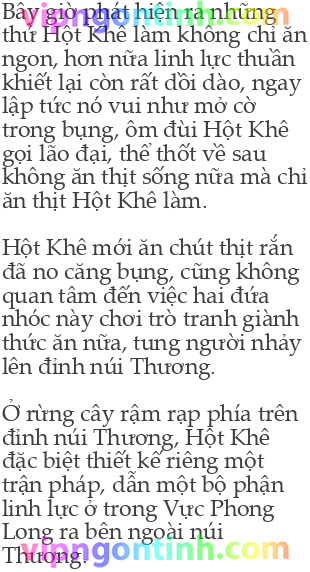 Bây giờ phát hiện ra những
vipngontinh.com
thứ Hột Khê làm không chỉ ăn
ngon, hơn nữa linh lực thuần
khiết lại còn rất dồi dào, ngay
lập tức nó vui như mở cờ
trong bụng, ôm đùi Hột Khê
gọi lão đại, thể thốt về sau
không ăn thịt sống nữa mà chỉ
ăn thịt Hột Khê làm.
Hột Khê mới ăn chút thịt rắn
đã no căng bụng, cũng không
quan tâm đến việc hai đứa
nhóc này chơi trò tranh giành
thức ăn nữa, tung người nhảy
lên đỉnh núi Thương.
Ở rừng cây rậm rạp phía trên
đỉnh núi Thương, Hột Khê
đặc biệt thiết kế riêng một
trận pháp, dẫn một bộ phận
linh lực ở trong Vực Phong
Long ra bên ngoài núi
Thương.
vipngontinh.com